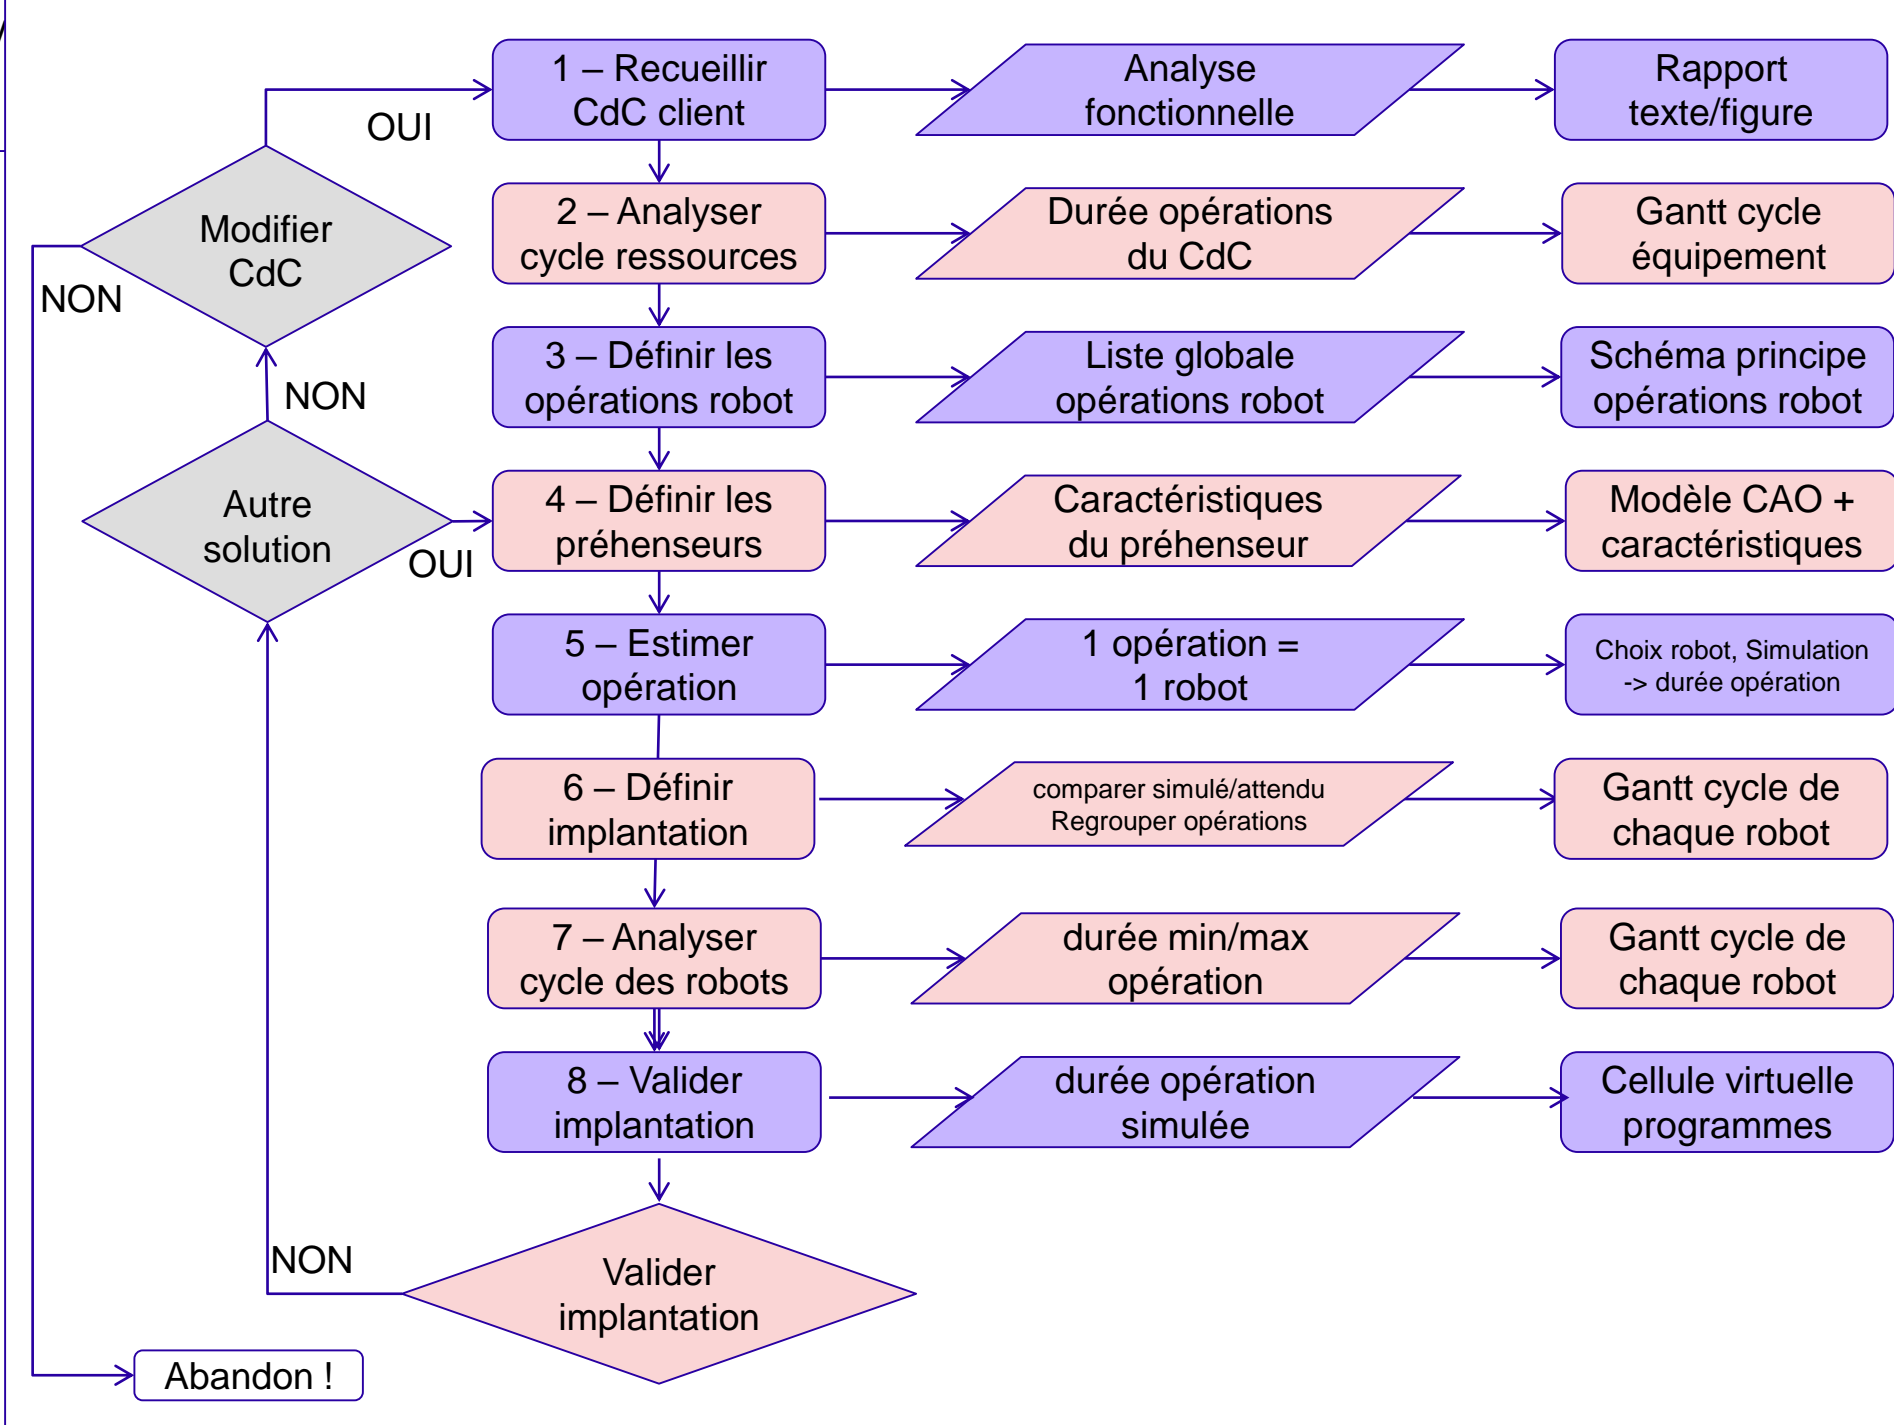 1 – Recueillir
CdC client
Analyse
fonctionnelle
Rapport
texte/figure
OUI
Modifier
CdC
NON
2 – Analyser
cycle ressources
Durée opérations
du CdC
Gantt cycle
équipement
3 – Définir les
opérations robot
Liste globale
opérations robot
Schéma principe
opérations robot
NON
Autre
solution
OUI
4 – Définir les
préhenseurs
Caractéristiques
du préhenseur
Modèle CAO +
caractéristiques
5 – Estimer
opération
1 opération =
1 robot
Choix robot, Simulation
-> durée opération
6 – Définir
implantation
comparer simulé/attendu
Regrouper opérations
Gantt cycle de
chaque robot
7 – Analyser
cycle des robots
durée min/max
opération
Gantt cycle de
chaque robot
8 – Valider
implantation
durée opération
simulée
Cellule virtuelle
programmes
NON
Valider
implantation
Abandon !